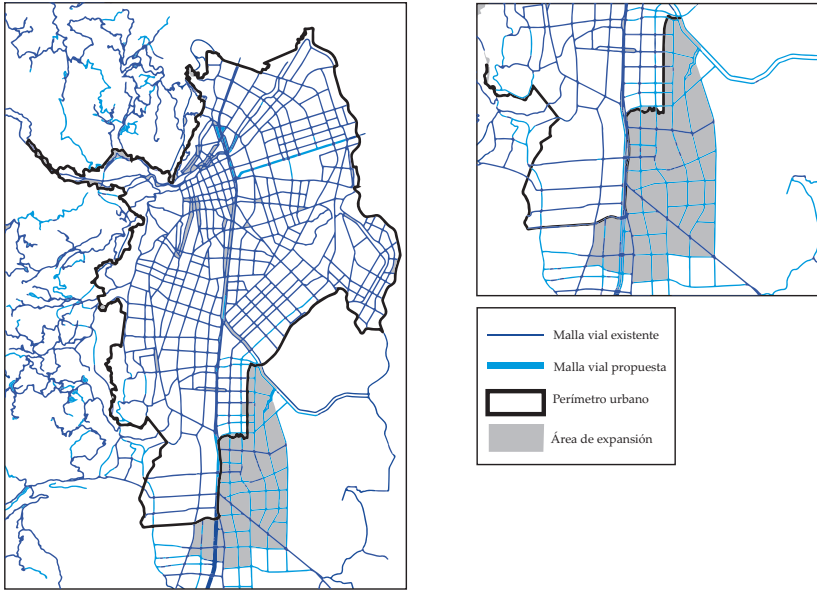 Malla vial existente
Malla vial propuesta
Perímetro urbano
Área de expansión